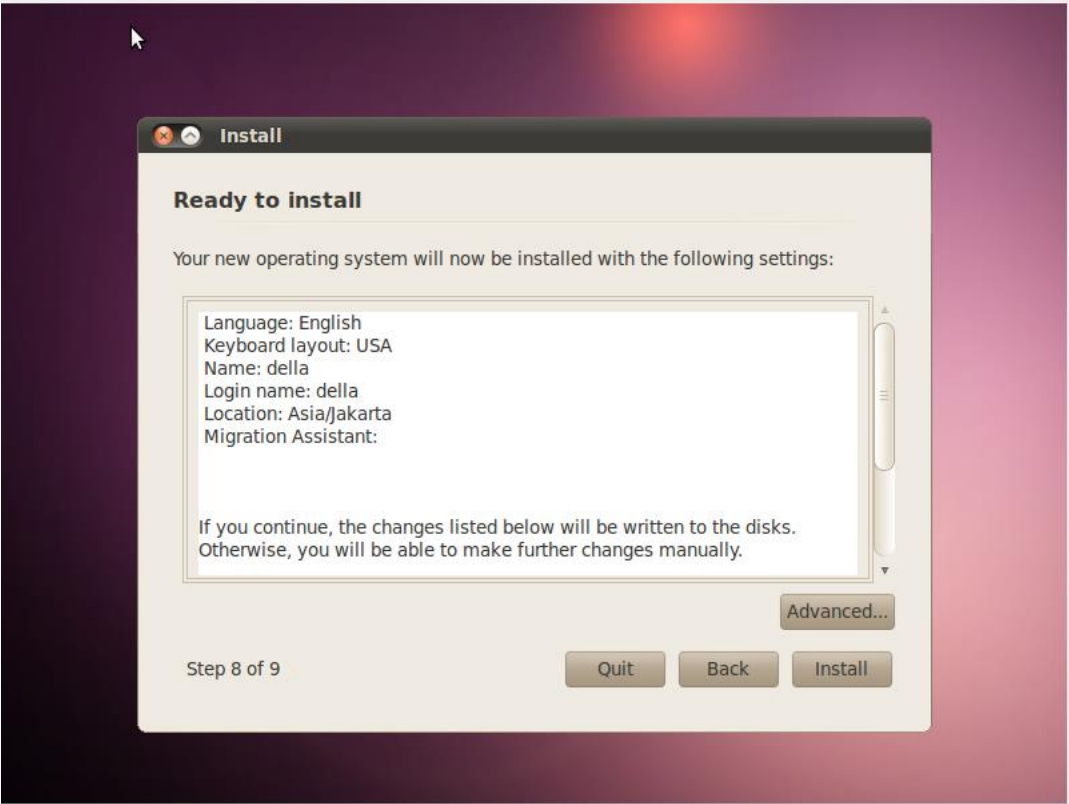 Install
Ready to install
Your new operating system will now be installed with the following settings:
Language: English
Keyboard layout: USA
Name: della
Login name: della
Location: Asia/Jakarta
Migration Assistant:
If you continue, the changes listed below will be written to the disks.
Otherwise, you will be able to make further changes manually.
Advanced...
Step 8 of 9
Quit
Back
Install